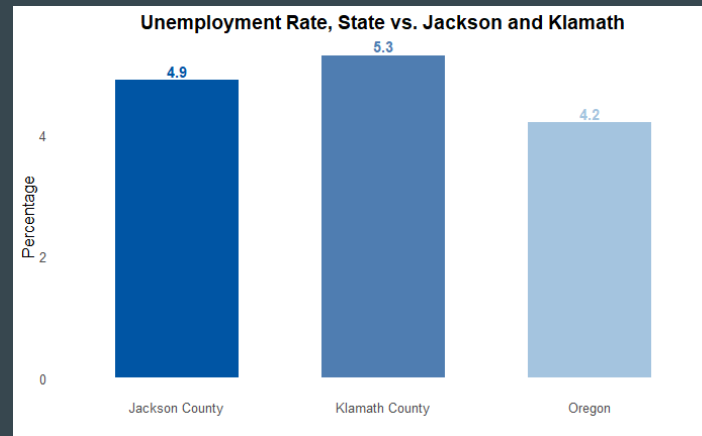 Unemployment Rate, State vs. Jackson and Klamath
5.3
4.9
4.2
4
2
0
Percentage
Jackson County
Klamath County
Oregon